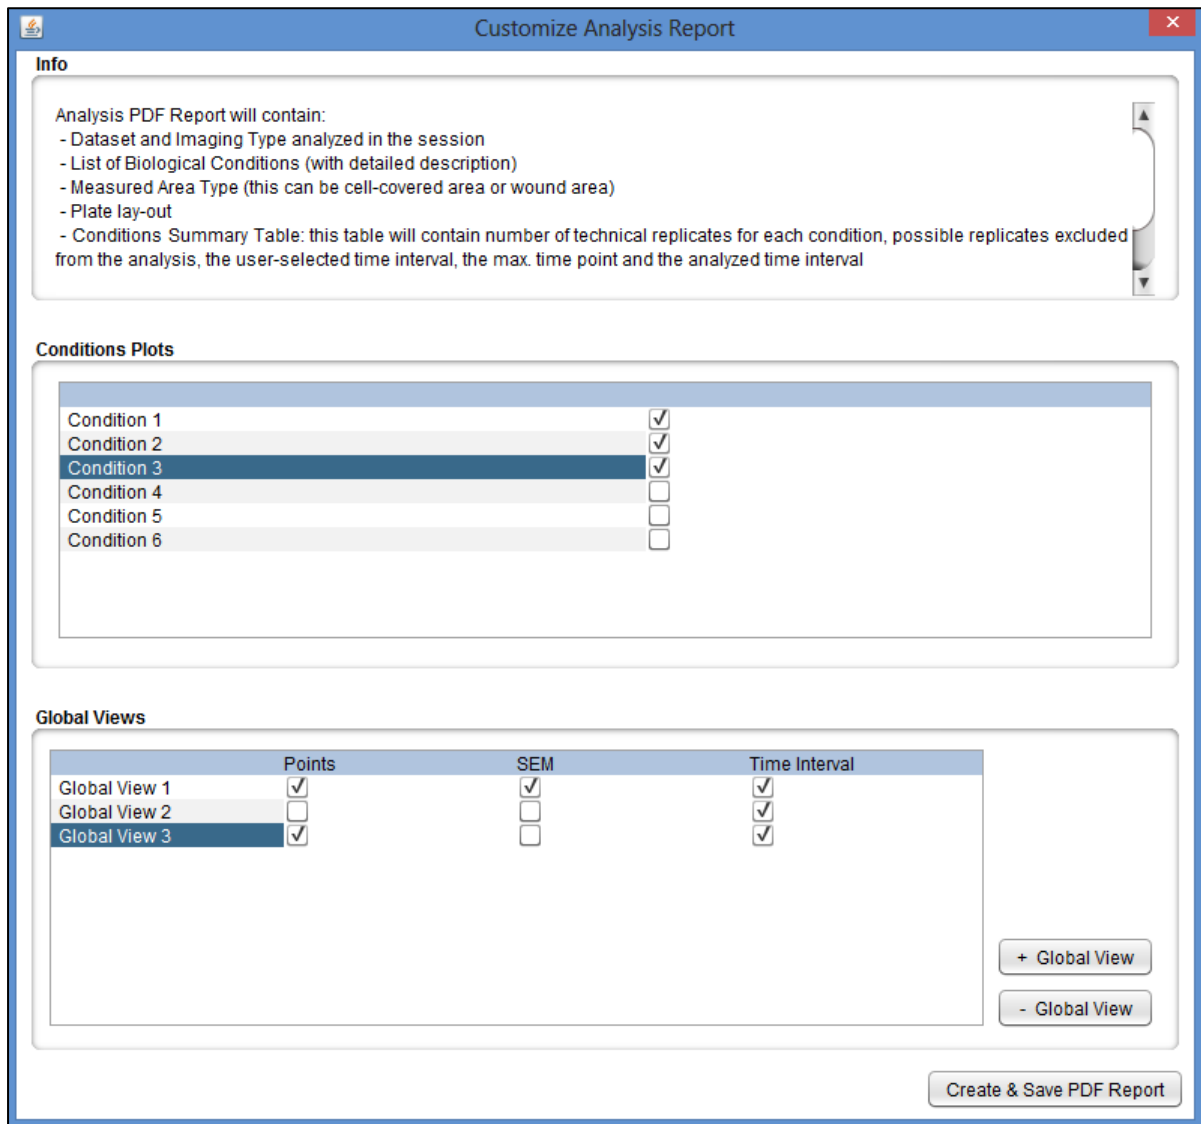 Customize Analysis Report
Info
Analysis PDF Report will contain:
- Dataset and Imaging Type analyzed in the session
- List of Biological Conditions (with detailed description)
- Measured Area Type (this can be cell-covered area or wound area)
- Plate lay-out
- Conditions Summary Table: this table will contain number of technical replicates for each condition, possible replicates excluded
from the analysis, the user-selected time interval, the max. time point and the analyzed time interval
Conditions Plots
Condition 1
Condition 2
Condition 3
Condition 4
Condition 5
Condition 6
Global Views
Points SEM Time Interval
Global View 1
Global View 2
Global View 3
+ Global View
- Global View
Create & Save PDF Report